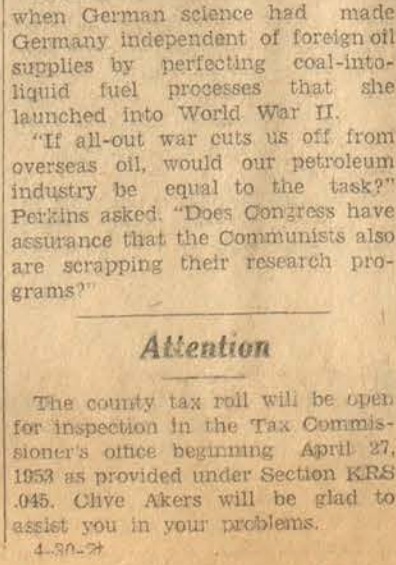 when German science had made
Germany independent of foreign oil
supplies by perfecting coal-into-
liquid fuel processes that she
launched into World War II.
"If all-out war cuts us off from
overseas oil, would our petroleum
industry be equal to the task?"
Perkins asked. "Does Congress have
assurance that the Communists also
are scrapping their research pro-
grams?"
Attention
The county tax roll will be open
for inspection in the Tax Commis-
sioner's office beginning April 27,
1953 as provided under Section KRS
.045. Clive Akers will be glad to
assist you in your problems.
4-30-2t